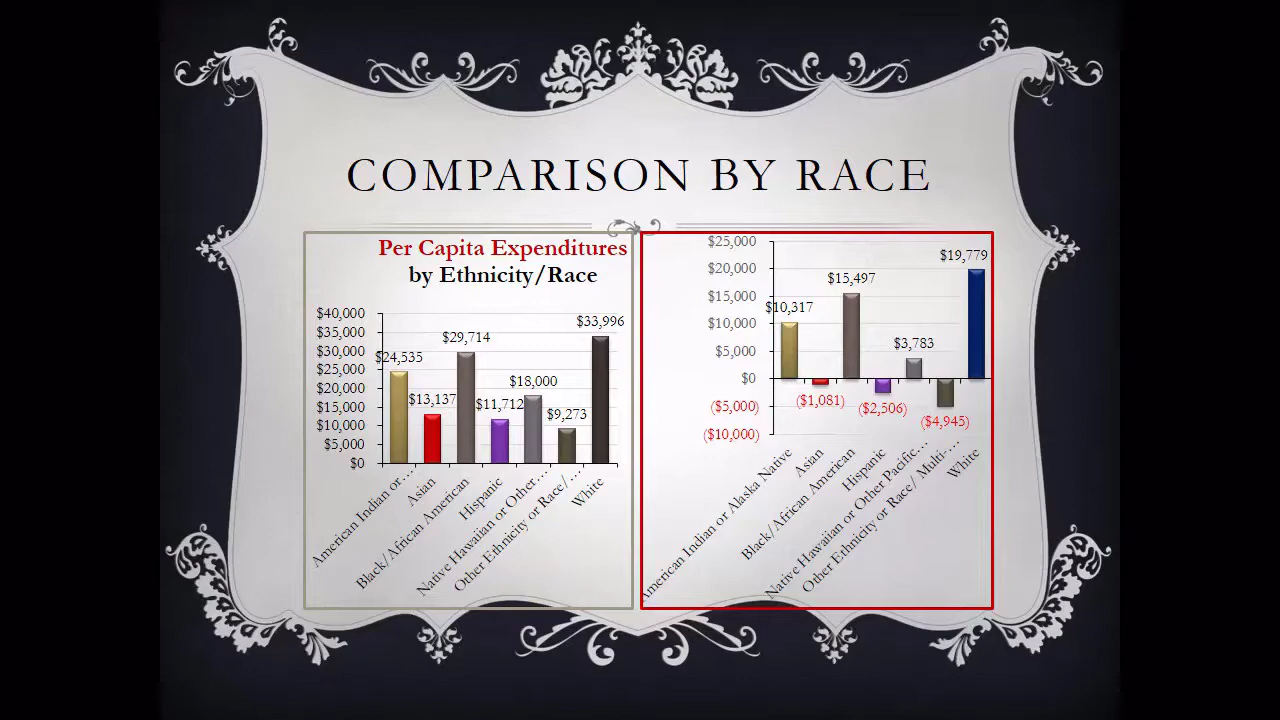 COMPARISON BY RACE
Per Capita Expenditures
by Ethnicity/Race
$40,000
$35,000
$30,000
$25,000
$20,000
$15,000
$10,000
$5,000
$0
$24,535
$13,137
$29,714
$11,712
$18,000
$9,273
$33,996
American Indian or…
Asian
Black/African American
Hispanic
Native Hawaiian or Other…
Other Ethnicity or Race/…
White
$25,000
$20,000
$15,000
$10,000
$5,000
$0
($5,000)
($10,000)
$10,317
($1,081)
$15,497
($2,506)
$3,783
($4,945)
$19,779
American Indian or Alaska Native
Asian
Black/African American
Hispanic
Native Hawaiian or Other Pacific…
Other Ethnicity or Race/ Multi-…
White